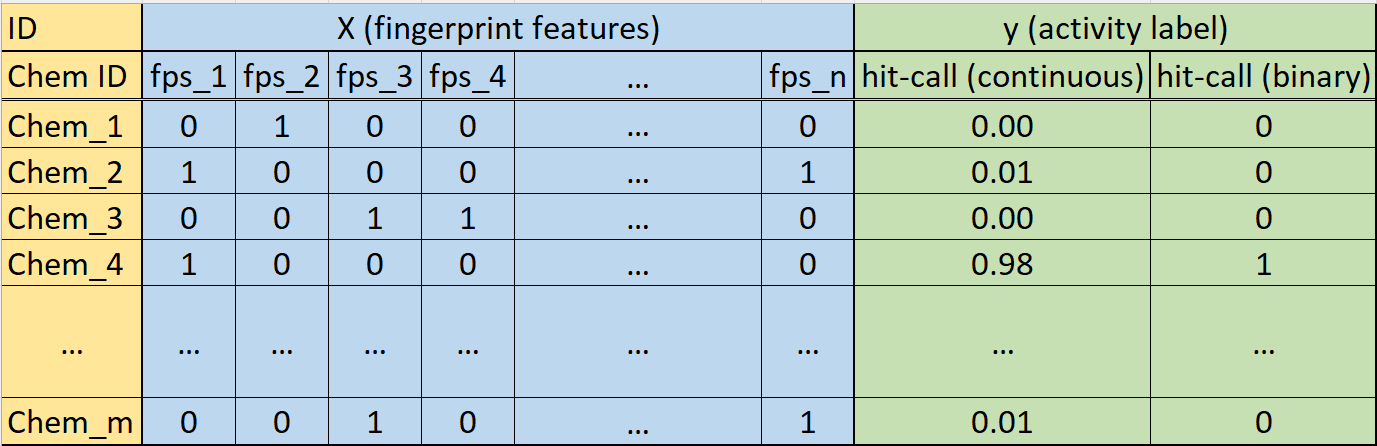 ID X (fingerprint features) y (activity label)
Chem ID fps_1 fps_2 fps_3 fps_4 ... fps_n hit-call (continuous) hit-call (binary)
Chem_1 0 1 0 0 ... 0 0.00 0
Chem_2 1 0 0 0 ... 1 0.01 0
Chem_3 0 0 1 1 ... 0 0.00 0
Chem_4 1 0 0 0 ... 0 0.98 1
... ... ... ... ... ... ... ... ...
Chem_m 0 0 1 0 ... 1 0.01 0